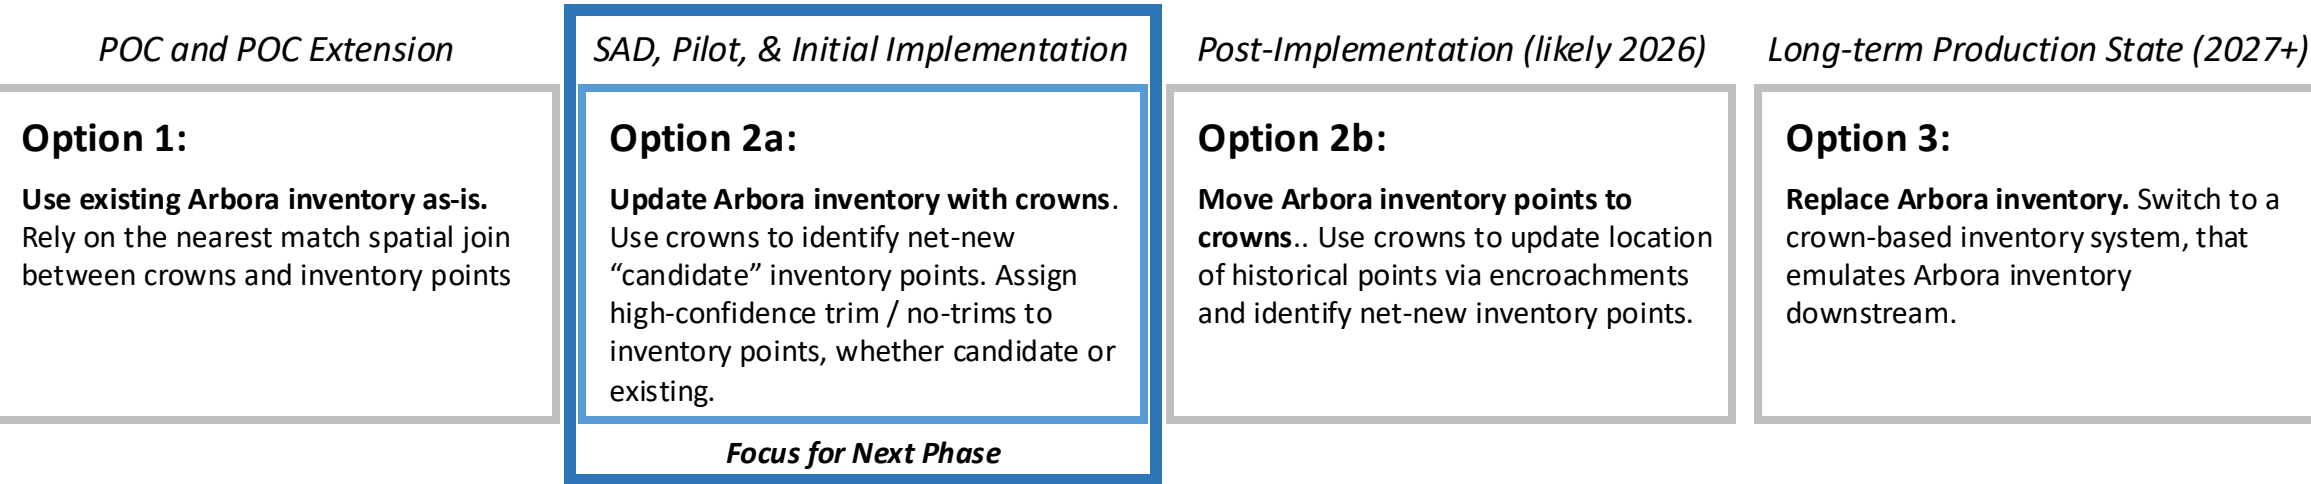 POC and POC Extension
Option 1:
Use existing Arbora inventory as-is.
Rely on the nearest match spatial join
between crowns and inventory points
SAD, Pilot, & Initial Implementation
Option 2a:
Update Arbora inventory with crowns.
Use crowns to identify net-new
“candidate” inventory points. Assign
high-confidence trim / no-trims to
inventory points, whether candidate or
existing.
Focus for Next Phase
Post-Implementation (likely 2026)
Option 2b:
Move Arbora inventory points to
crowns.. Use crowns to update location
of historical points via encroachments
and identify net-new inventory points.
Long-term Production State (2027+)
Option 3:
Replace Arbora inventory. Switch to a
crown-based inventory system, that
emulates Arbora inventory
downstream.